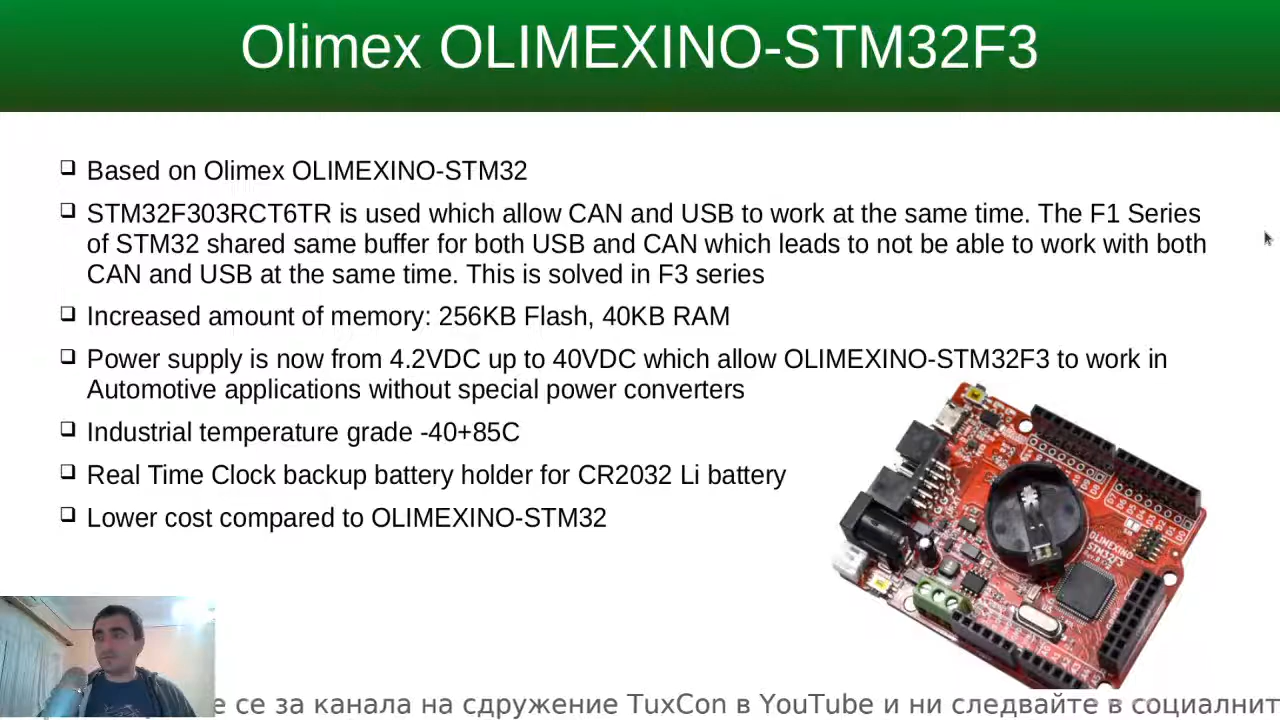 Olimex OLIMEXINO-STM32F3
Based on Olimex OLIMEXINO-STM32
STM32F303RCT6TR is used which allow CAN and USB to work at the same time. The F1 Series
of STM32 shared same buffer for both USB and CAN which leads to not be able to work with both
CAN and USB at the same time. This is solved in F3 series
Increased amount of memory: 256KB Flash, 40KB RAM
Power supply is now from 4.2VDC up to 40VDC which allow OLIMEXINO-STM32F3 to work in
Automotive applications without special power converters
Industrial temperature grade -40+85C
Real Time Clock backup battery holder for CR2032 Li battery
Lower cost compared to OLIMEXINO-STM32
OLIMEXINO
STM32F3
е се за канала на сдружение TuxCon в YouTube и ни следвайте в социалнит